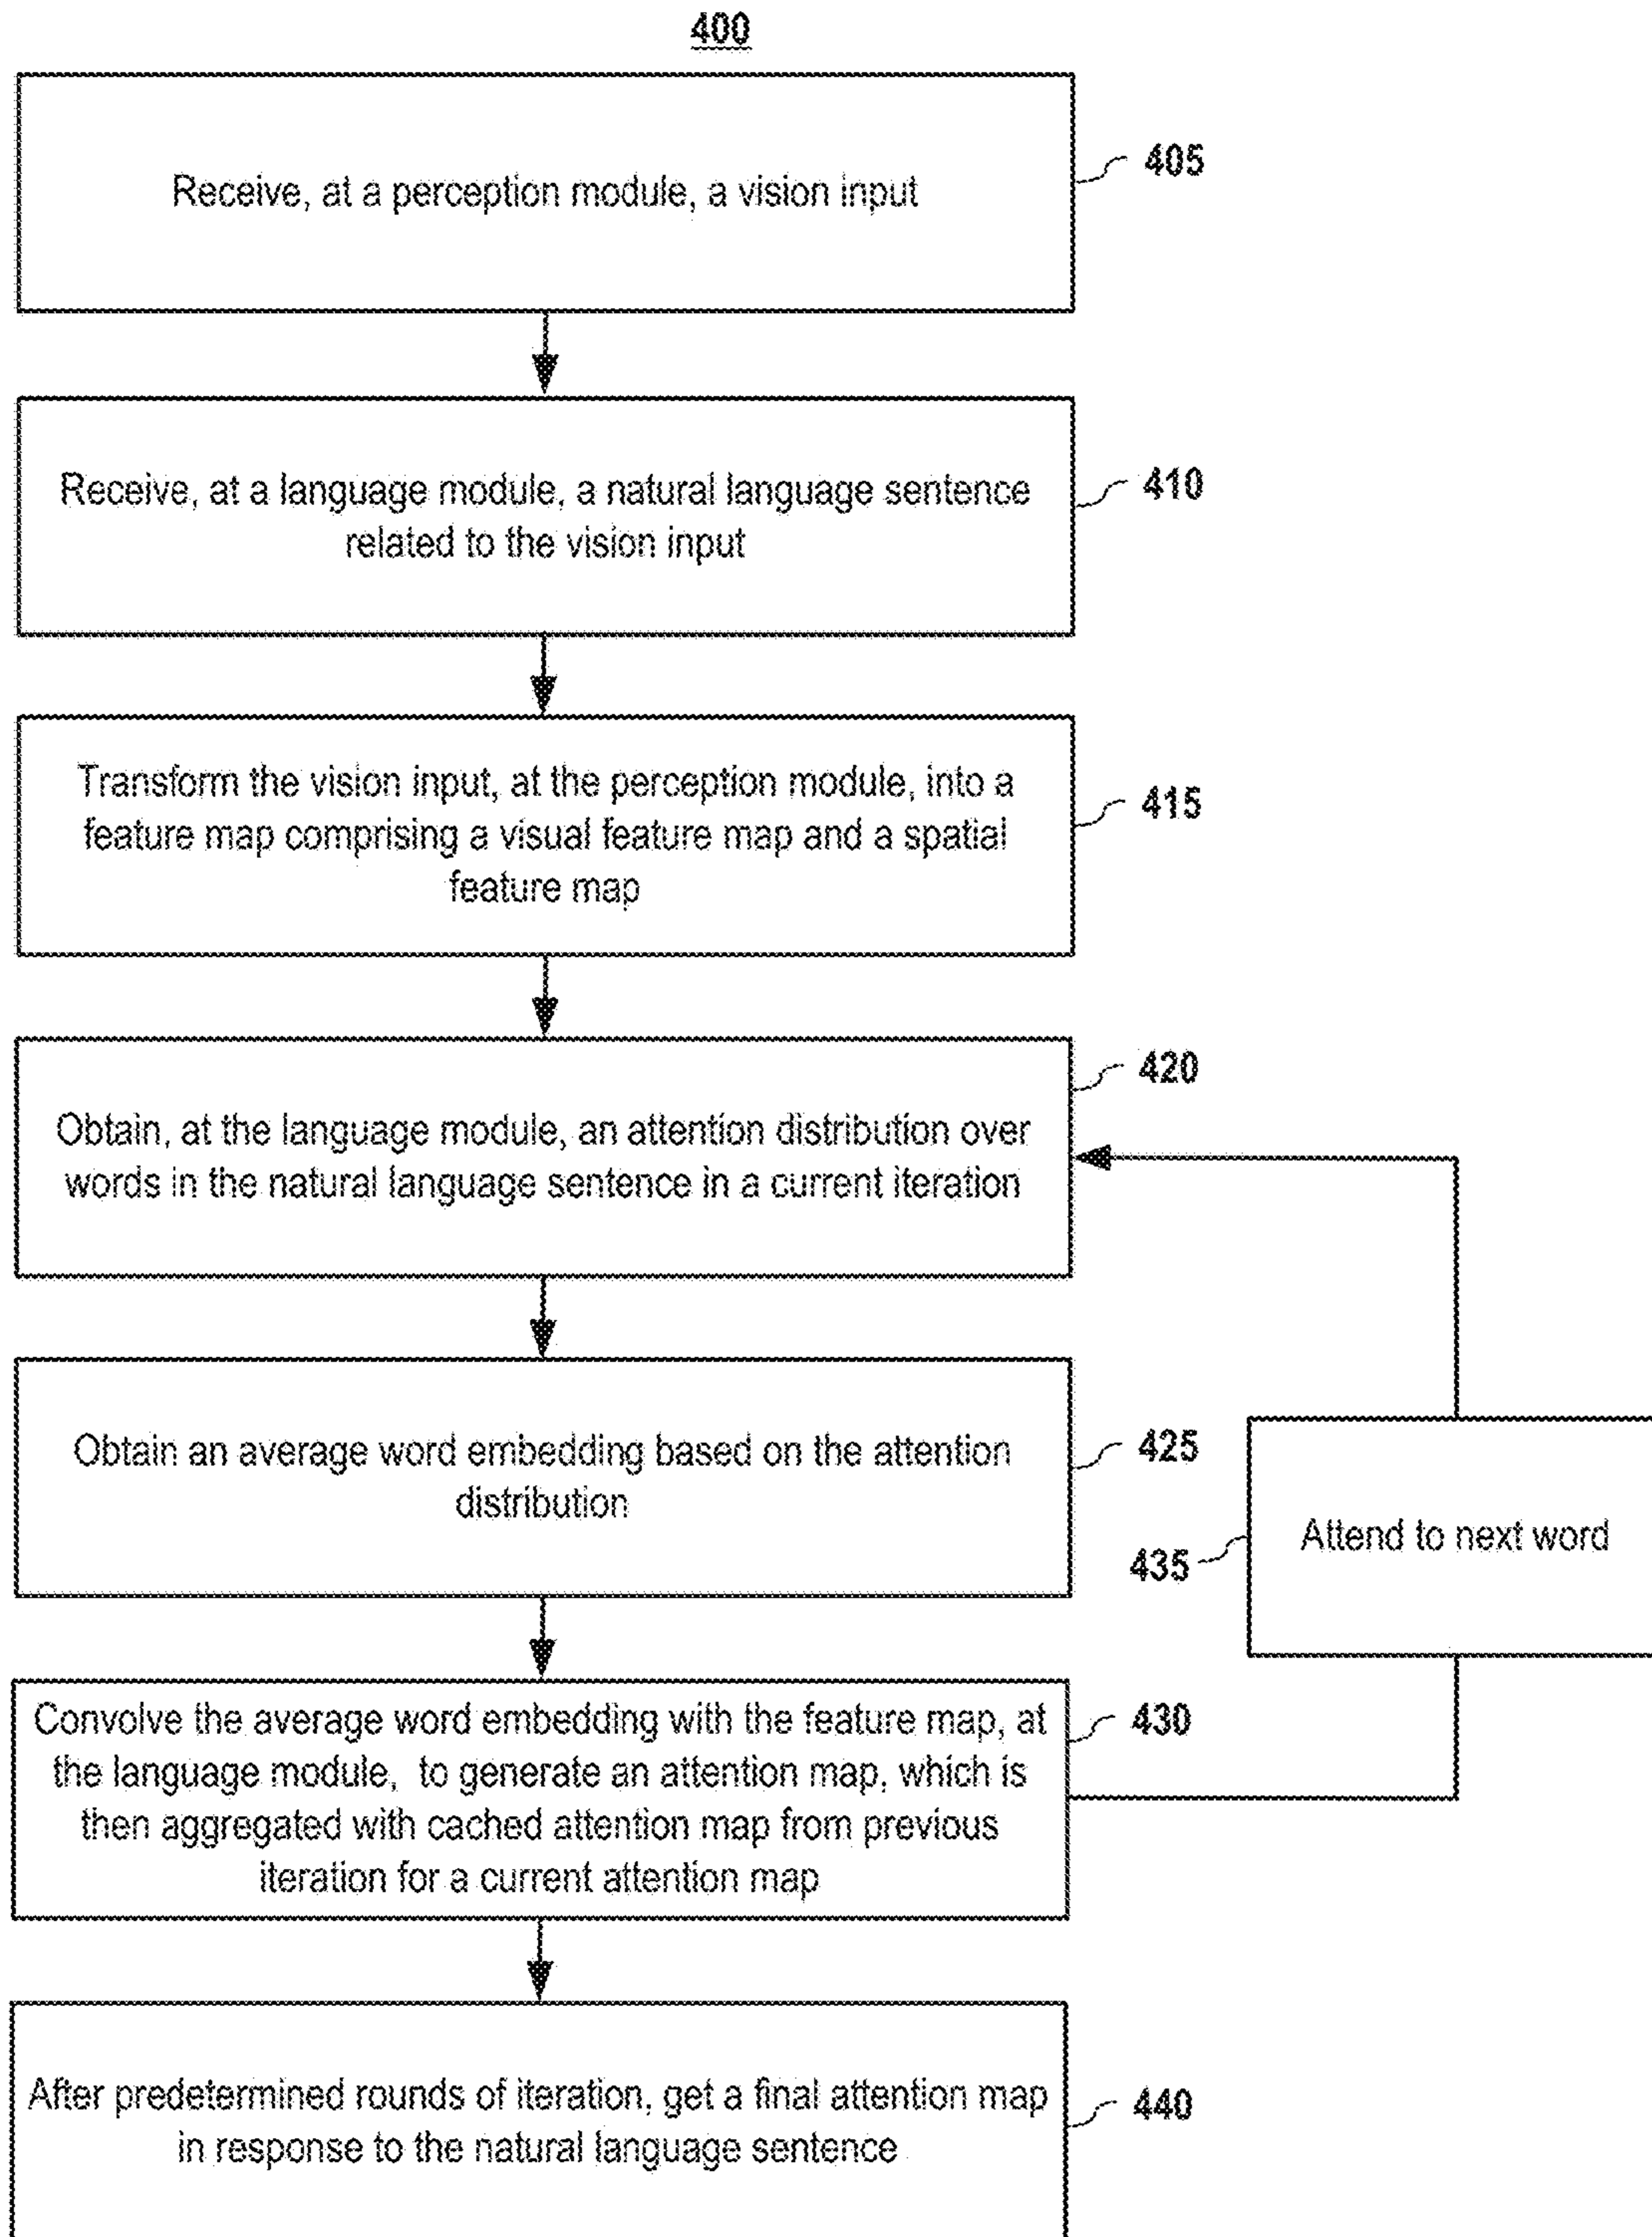 400
Receive, at a perception module, a vision input
405
Receive, at a language module, a natural language sentence
related to the vision input
410
Transform the vision input, at the perception module, into a
feature map comprising a visual feature map and a spatial
feature map
415
Obtain, at the language module, an attention distribution over
words in the natural language sentence in a current iteration
420
Obtain an average word embedding based on the attention
distribution
425
Attend to next word
435
Convolve the average word embedding with the feature map, at
the language module, to generate an attention map, which is
then aggregated with cached attention map from previous
iteration for a current attention map
430
After predetermined rounds of iteration, get a final attention map
in response to the natural language sentence
440